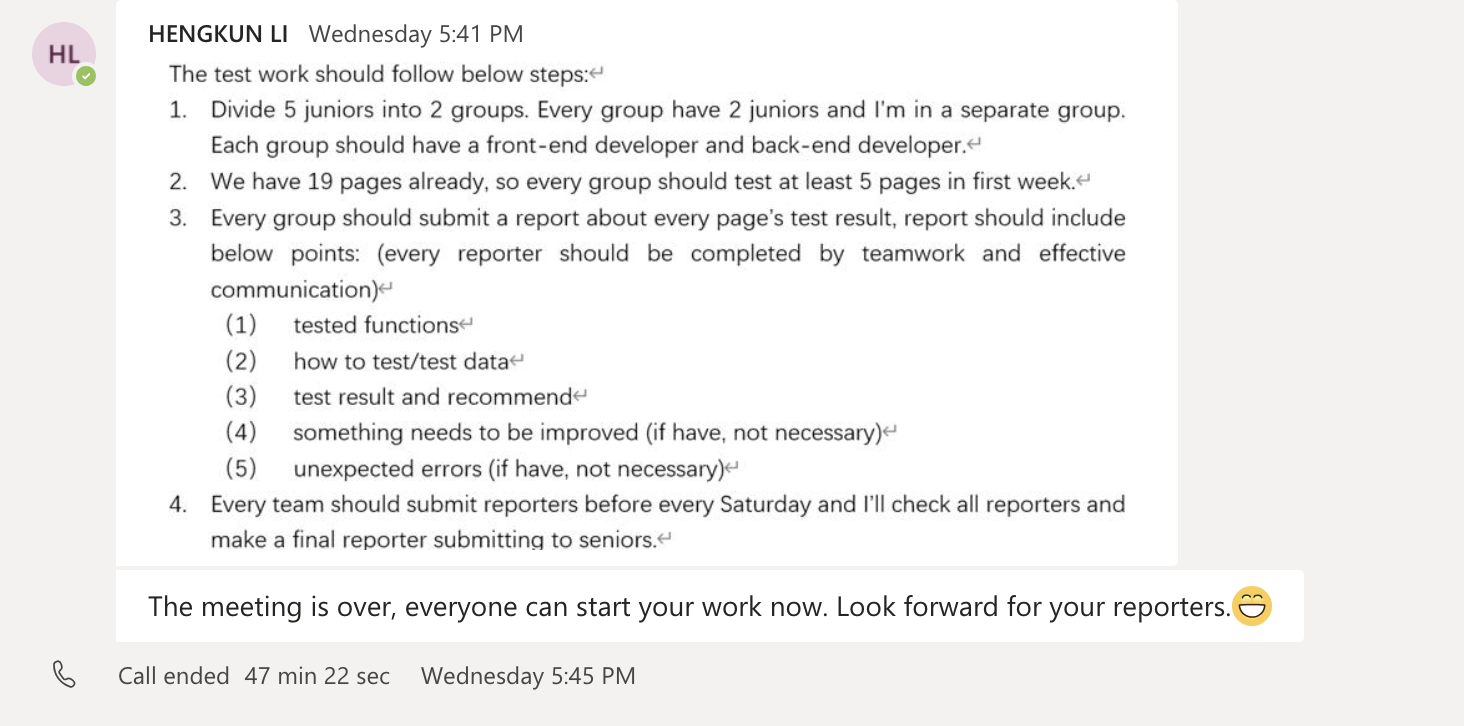 HL
HENGKUN LI Wednesday 5:41 PM
The test work should follow below steps:↵
1. Divide 5 juniors into 2 groups. Every group have 2 juniors and I'm in a separate group.
Each group should have a front-end developer and back-end developer.↵
2. We have 19 pages already, so every group should test at least 5 pages in first week.↵
3. Every group should submit a report about every page's test result, report should include
below points: (every reporter should be completed by teamwork and effective
communication)↵
(1) tested functions↵
(2) how to test/test data↵
(3) test result and recommend↵
(4) something needs to be improved (if have, not necessary)↵
(5) unexpected errors (if have, not necessary)↵
4. Every team should submit reporters before every Saturday and I'll check all reporters and
make a final reporter submitting to seniors.↵
The meeting is over, everyone can start your work now. Look forward for your reporters.😄
Call ended 47 min 22 sec Wednesday 5:45 PM